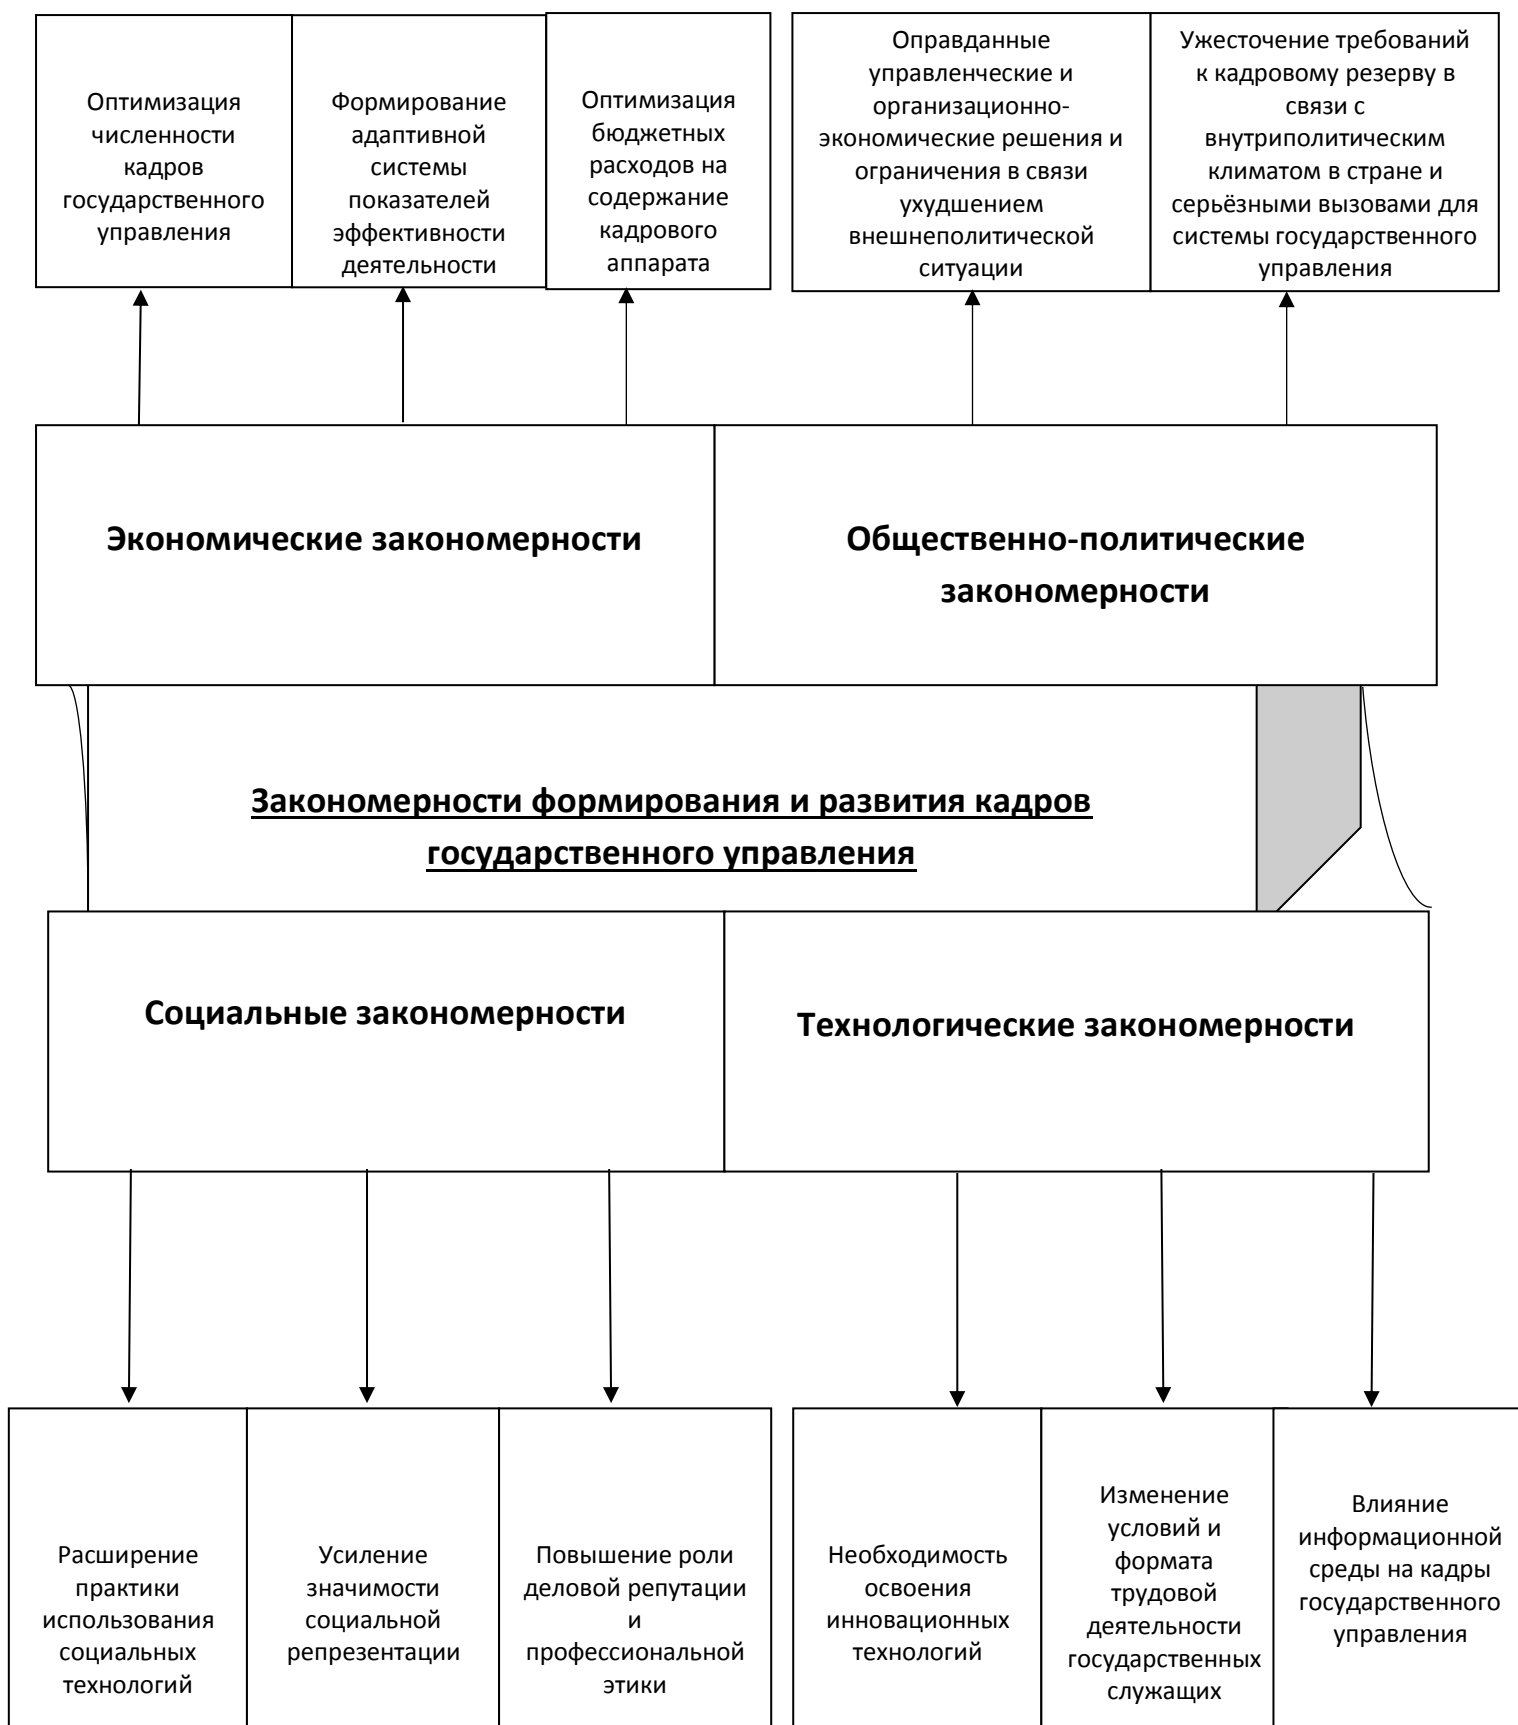 Оптимизация
численности
кадров
государственного
управления
Формирование
адаптивной
системы
показателей
эффективности
деятельности
Оптимизация
бюджетных
расходов на
содержание
кадрового
аппарата
Оправданные
управленческие и
организационно-
экономические решения и
ограничения в связи
ухудшением
внешнеполитической
ситуации
Ужесточение требований
к кадровому резерву в
связи с
внутриполитическим
климатом в стране и
серьёзными вызовами для
системы государственного
управления
Экономические закономерности
Общественно-политические
закономерности
Закономерности формирования и развития кадров
государственного управления
Социальные закономерности
Технологические закономерности
Расширение
практики
использования
социальных
технологий
Усиление
значимости
социальной
репрезентации
Повышение роли
деловой репутации
и
профессиональной
этики
Необходимость
освоения
инновационных
технологий
Изменение
условий и
формата
трудовой
деятельности
государственных
служащих
Влияние
информационной
среды на кадры
государственного
управления